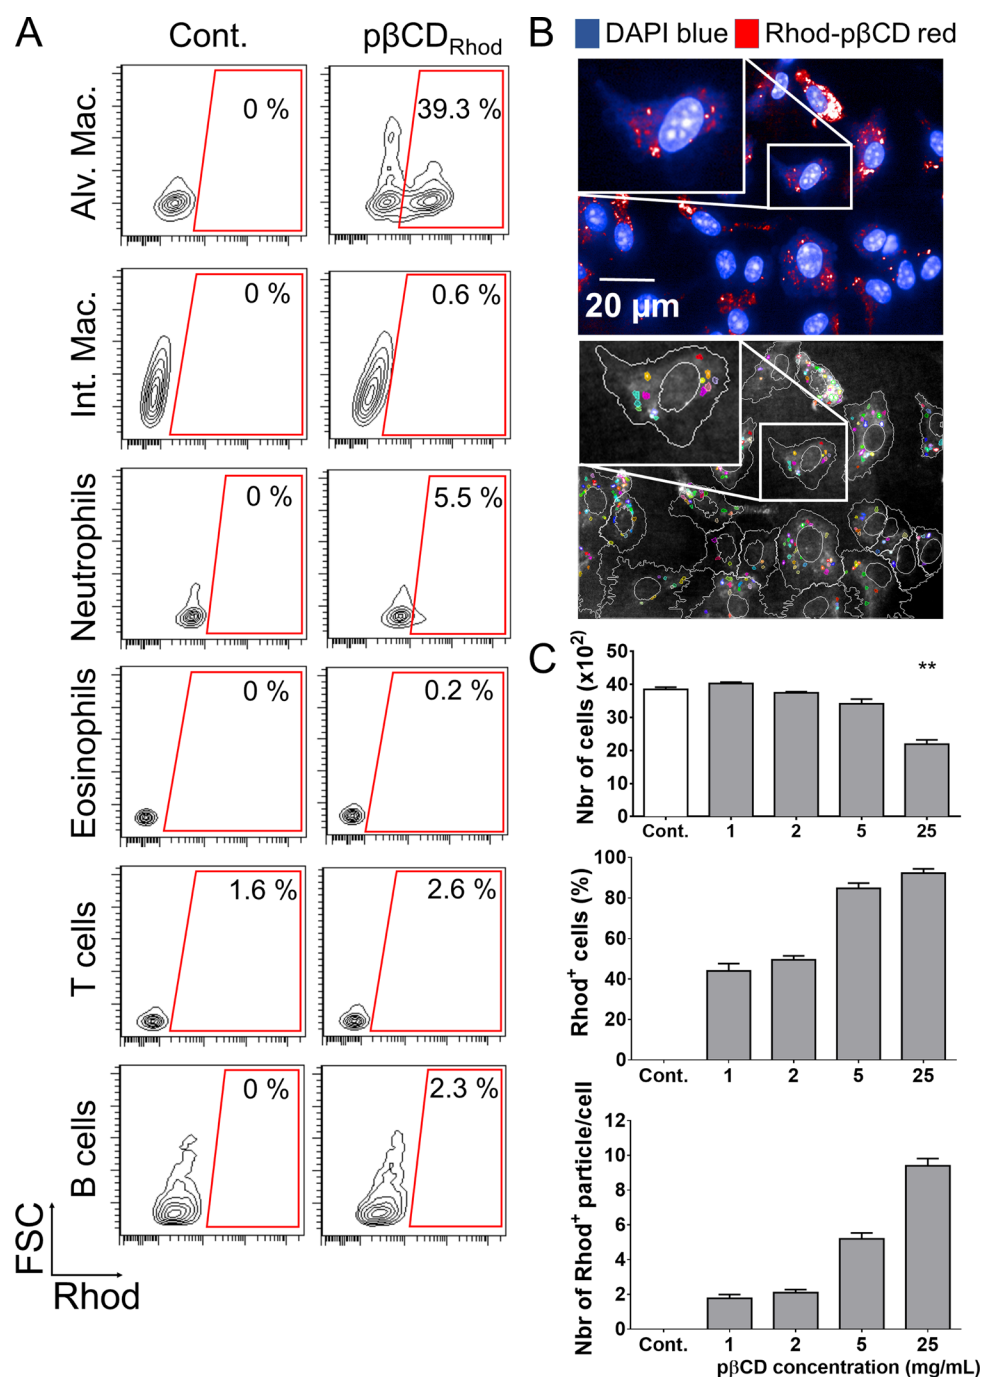 A
Cont.
pβCD_Rhod
Alv. Mac.
0 %
39.3 %
Int. Mac.
0 %
0.6 %
Neutrophils
0 %
5.5 %
Eosinophils
0 %
0.2 %
T cells
1.6 %
2.6 %
B cells
0 %
2.3 %
FSC
Rhod
B
DAPI blue
Rhod-pβCD red
20 µm
C
Nbr of cells (x10²)
50
40
30
20
10
0
**
Cont.
1
2
5
25
Rhod⁺ cells (%)
100
80
60
40
20
0
Cont.
1
2
5
25
Nbr of Rhod⁺ particle/cell
12
10
8
6
4
2
0
Cont.
1
2
5
25
pβCD concentration (mg/mL)